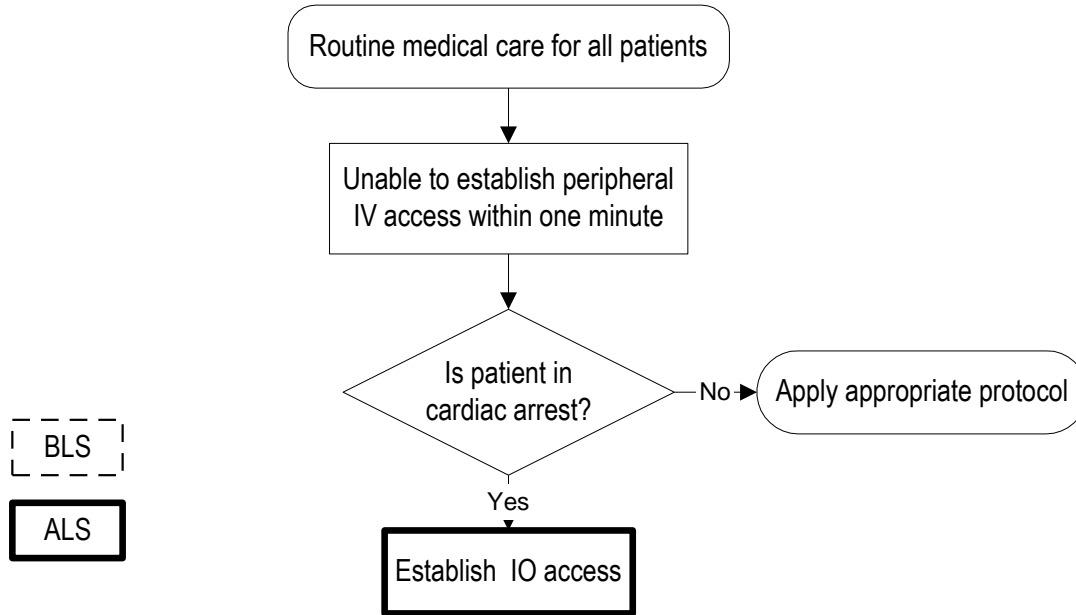 Routine medical care for all patients
Unable to establish peripheral
IV access within one minute
Is patient in
cardiac arrest?
No
Apply appropriate protocol
BLS
Yes
ALS
Establish IO access